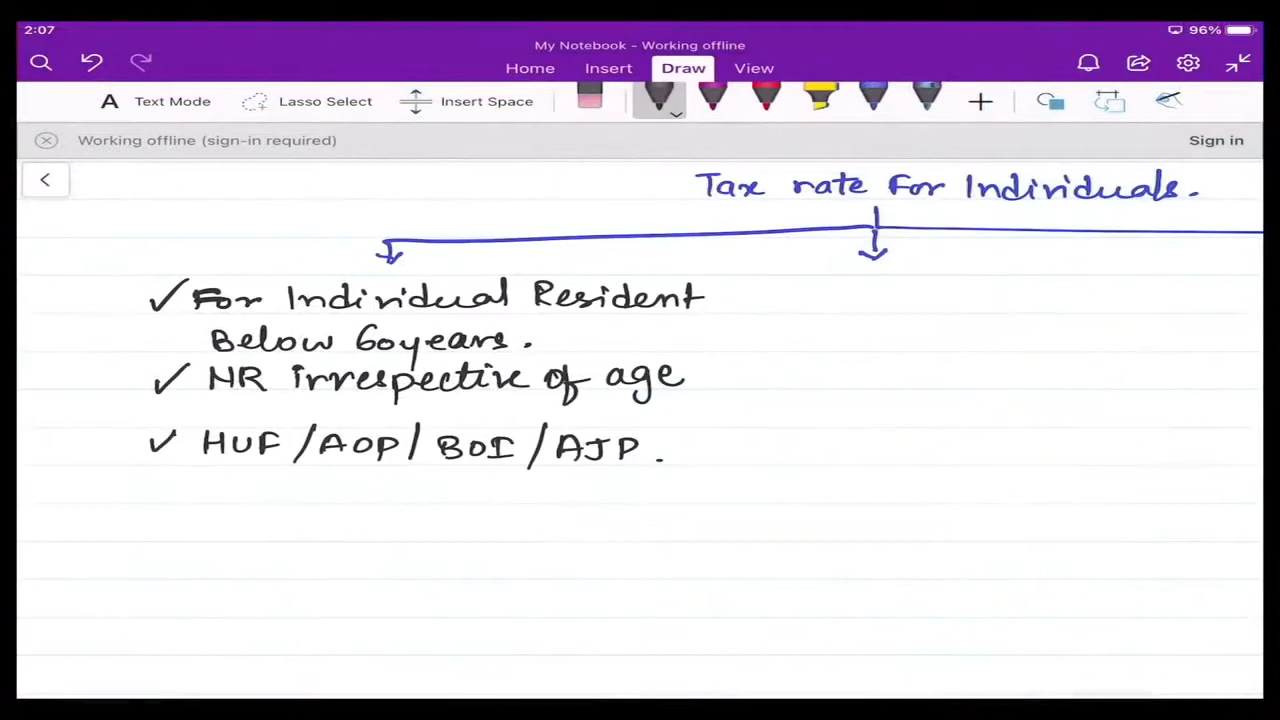 2:07
96%
My Notebook - Working offline
Home Insert Draw View
A Text Mode Lasso Select Insert Space
Working offline (sign-in required)
Sign in
Tax rate For Individuals.
✓ For Individual Resident
Below 60years.
✓ NR irrespective of age
✓ HUF /AOP/ BOI /AJP.